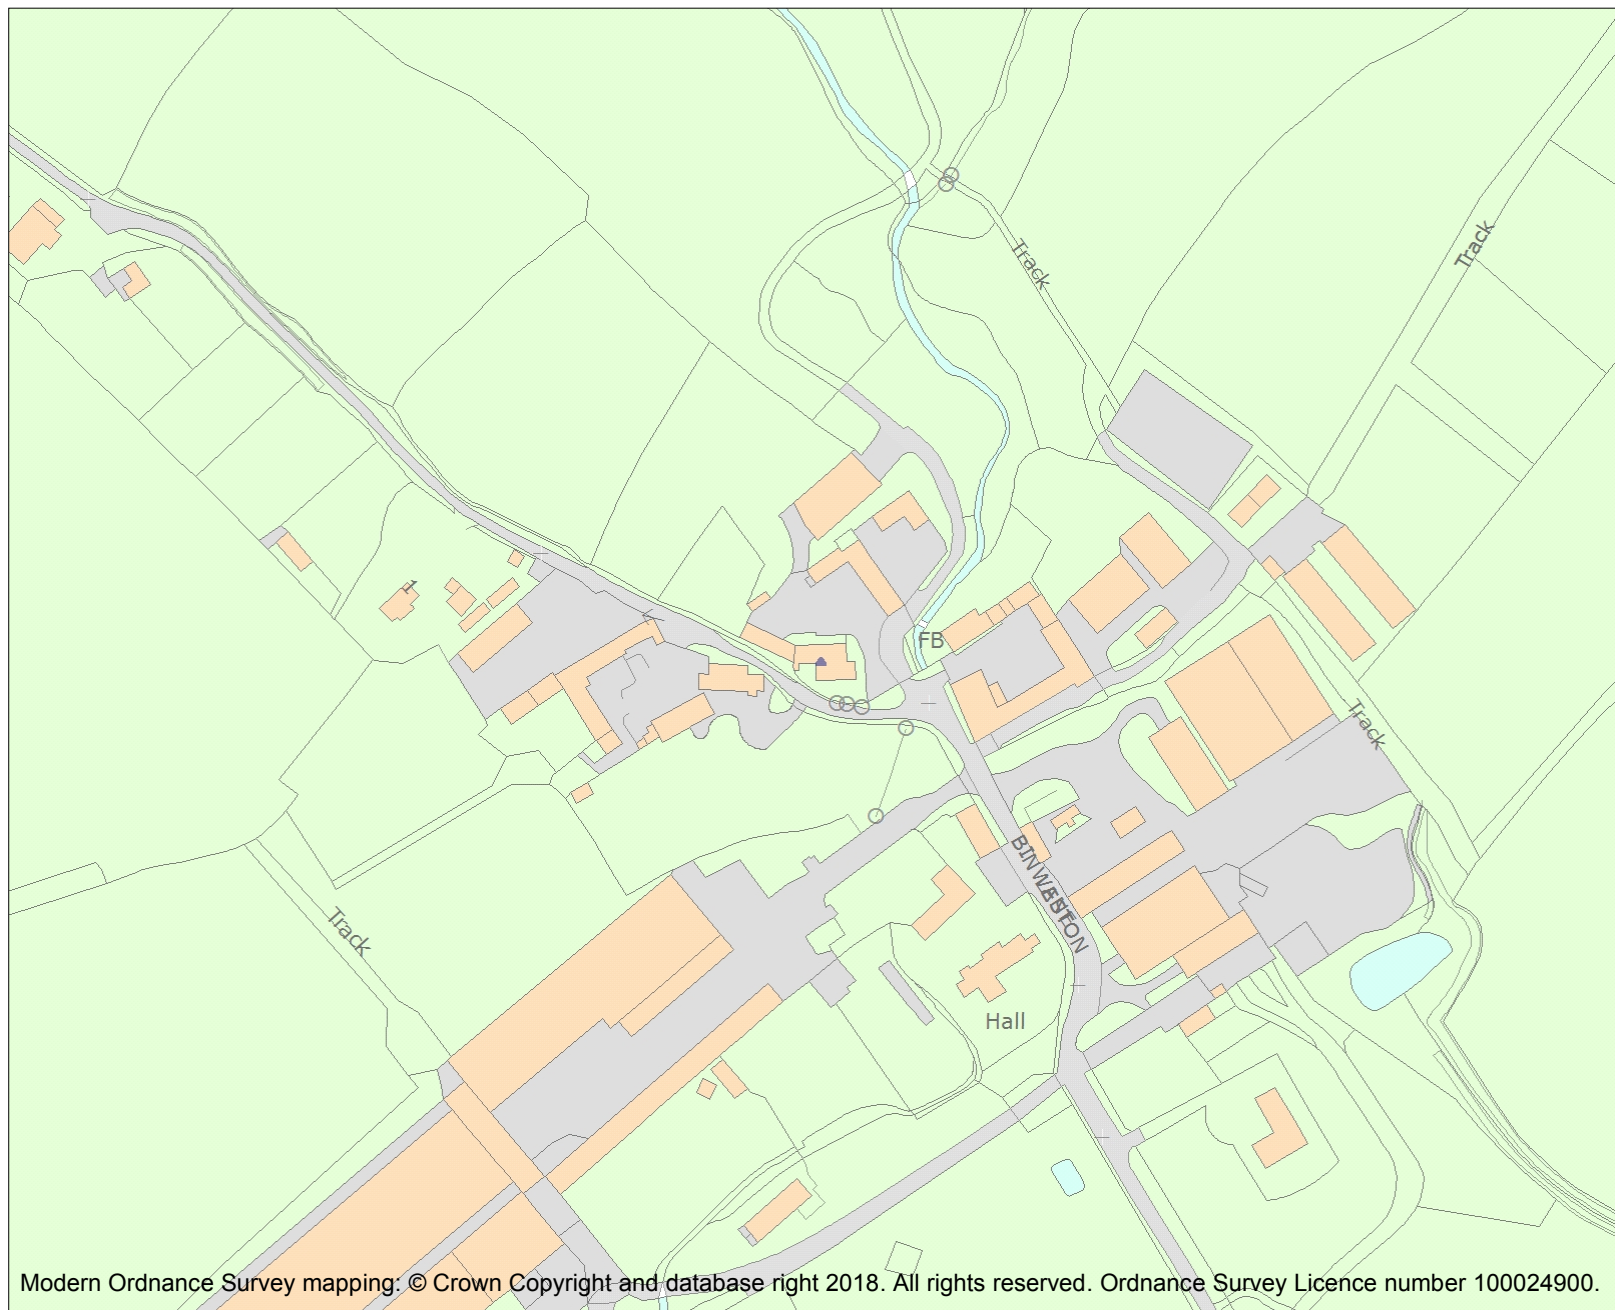 Track
Track
1
FB
Track
BINWESTON
Track
Hall
Modern Ordnance Survey mapping: © Crown Copyright and database right 2018. All rights reserved. Ordnance Survey Licence number 100024900.